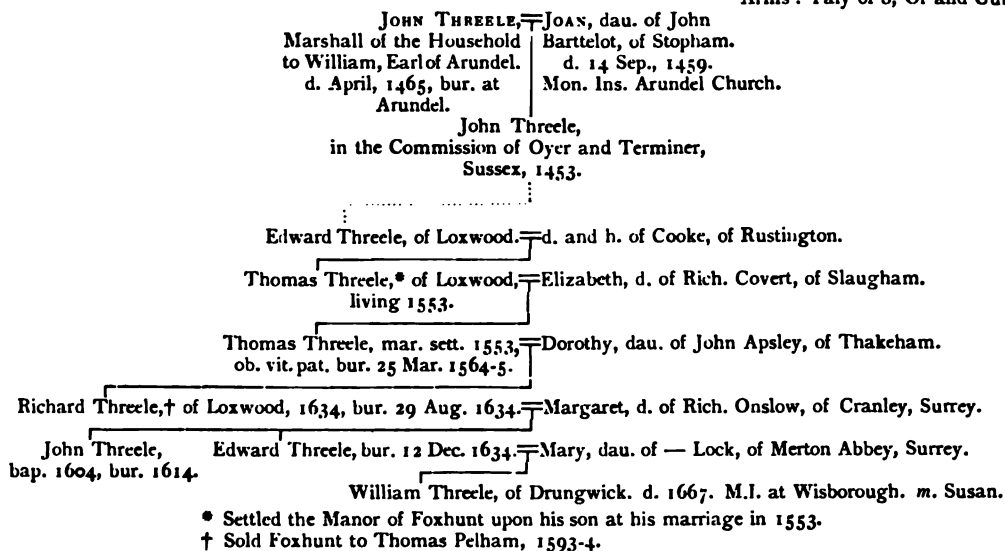 Arms: Paly of 8, Or and
JOHN THREELE,=JOAN, dau. of John
Marshall of the Household Barttelot, of Stopham.
to William, Earl of Arundel. d. 14 Sep., 1459.
d. April, 1465, bur. at Mon. Ins. Arundel Church.
Arundel.
John Threele,
in the Commission of Oyer and Terminer,
Sussex, 1453.
Edward Threele, of Loxwood.=d. and h. of Cooke, of Rustington.
Thomas Threele,* of Loxwood,=Elizabeth, d. of Rich. Covert, of Slaugham.
living 1553.
Thomas Threele, mar. sett. 1553,=Dorothy, dau. of John Apsley, of Thakeham.
ob. vit. pat. bur. 25 Mar. 1564-5.
Richard Threele,† of Loxwood, 1634, bur. 29 Aug. 1634.=Margaret, d. of Rich. Onslow, of Cranley, Surrey.
John Threele, Edward Threele, bur. 12 Dec. 1634.=Mary, dau. of — Lock, of Merton Abbey, Surrey.
bap. 1604, bur. 1614.
William Threele, of Drungwick. d. 1667. M.I. at Wisborough. m. Susan.
* Settled the Manor of Foxhunt upon his son at his marriage in 1553.
† Sold Foxhunt to Thomas Pelham, 1593-4.